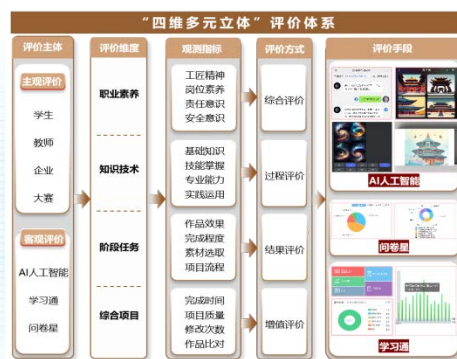 “四维多元立体”评价体系
评价主体
主观评价
学生
教师
企业
大赛
客观评价
AI人工智能
学习通
问卷星
评价维度
职业素养
知识技术
阶段任务
综合项目
观测指标
工匠精神
岗位素养
责任意识
安全意识
基础知识
技能掌握
专业能力
实践运用
作品效果
完成程度
素材选取
项目流程
完成时间
项目质量
修改次数
作品比对
评价方式
综合评价
过程评价
结果评价
增值评价
评价手段
AI人工智能
问卷星
学习通